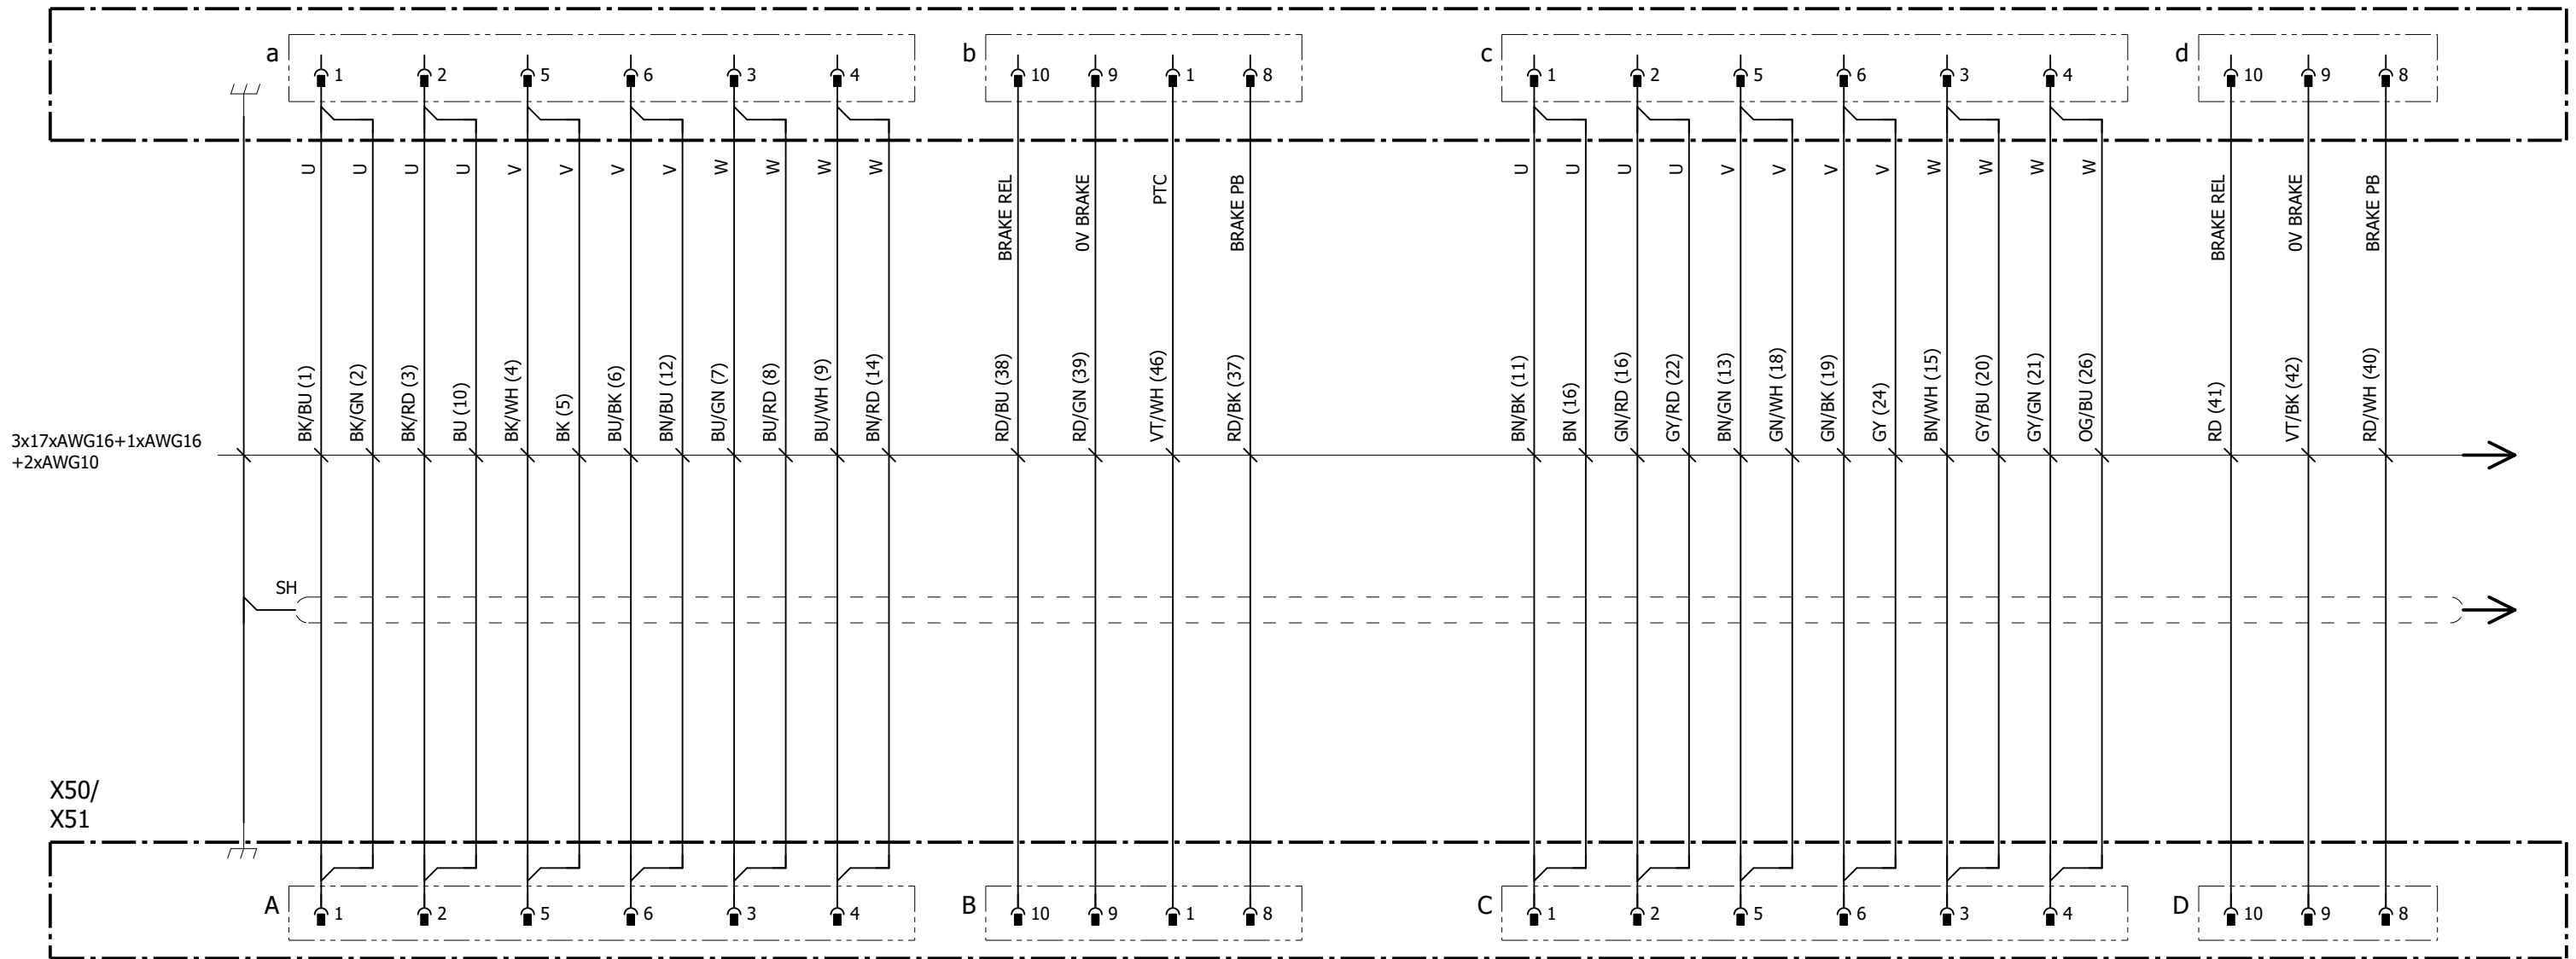 a 1 2 5 6 3 4 b 10 9 1 8 c 1 2 5 6 3 4 d 10 9 8
U U U U V V V V W W W W BRAKE REL 0V BRAKE PTC BRAKE PB U U U U V V V V W W W W BRAKE REL 0V BRAKE BRAKE PB
BK/BU (1) BK/GN (2) BK/RD (3) BU (10) BK/WH (4) BK (5) BU/BK (6) BN/BU (12) BU/GN (7) BU/RD (8) BU/WH (9) BN/RD (14) RD/BU (38) RD/GN (39) VT/WH (46) RD/BK (37) BN/BK (11) BN (16) GN/RD (16) GY/RD (22) BN/GN (13) GN/WH (18) GN/BK (19) GY (24) BN/WH (15) GY/BU (20) GY/GN (21) OG/BU (26) RD (41) VT/BK (42) RD/WH (40)
3x17xAWG16+1xAWG16
+2xAWG10
SH
X50/
X51
A 1 2 5 6 3 4 B 10 9 1 8 C 1 2 5 6 3 4 D 10 9 8